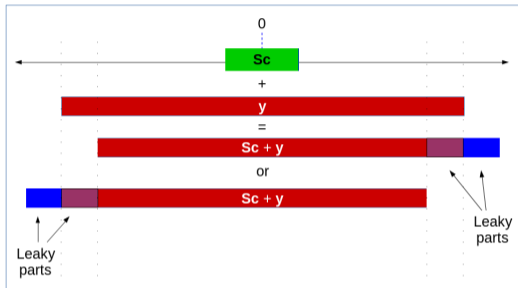 0
Sc
+
y
=
Sc + y
or
Sc + y
Leaky
parts
Leaky
parts